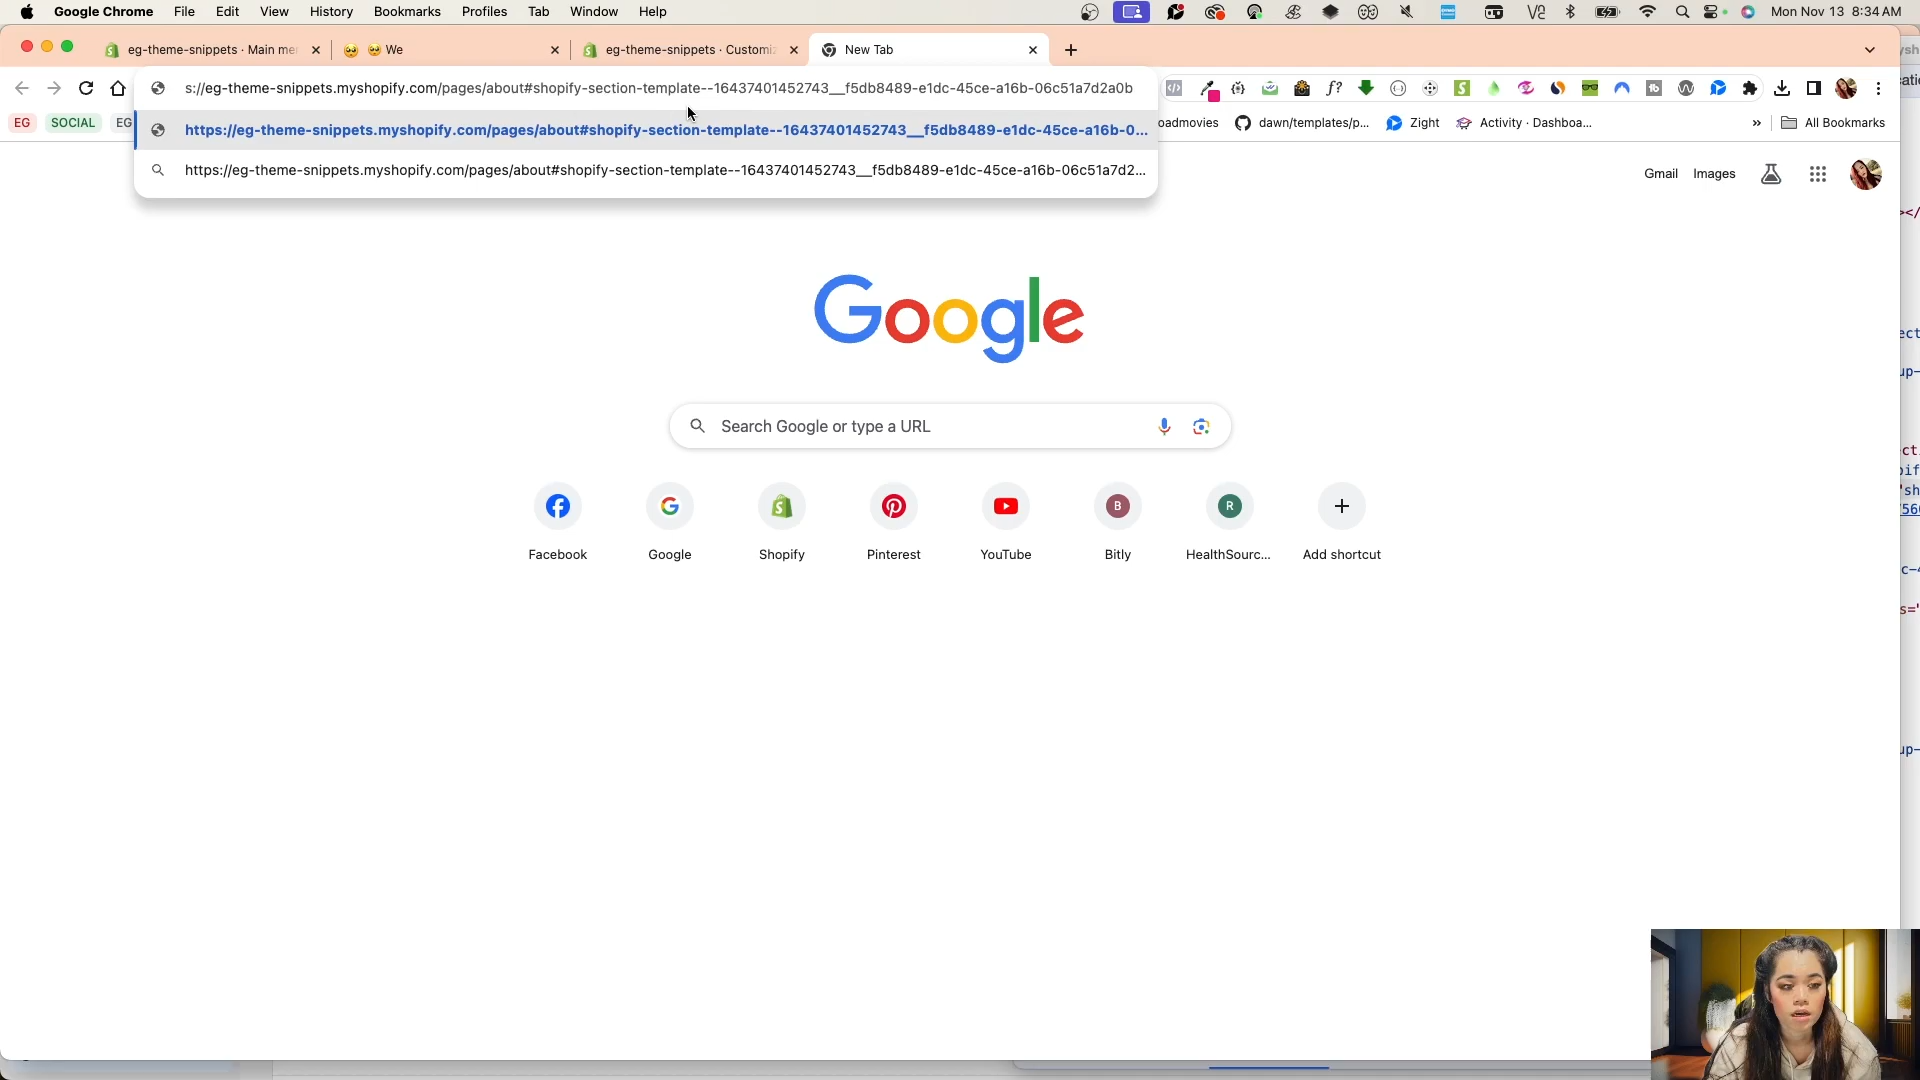 Google Chrome File Edit View History Bookmarks Profiles Tab Window Help Mon Nov 13 8:34 AM
eg-theme-snippets · Main me
🥺 We
eg-theme-snippets · Customiz
New Tab
s://eg-theme-snippets.myshopify.com/pages/about#shopify-section-template--16437401452743__f5db8489-e1dc-45ce-a16b-06c51a7d2a0b
EG SOCIAL EG
https://eg-theme-snippets.myshopify.com/pages/about#shopify-section-template--16437401452743__f5db8489-e1dc-45ce-a16b-0...
oadmovies dawn/templates/p... Zight Activity · Dashboa... » All Bookmarks
https://eg-theme-snippets.myshopify.com/pages/about#shopify-section-template--16437401452743__f5db8489-e1dc-45ce-a16b-06c51a7d2...
Gmail Images
Google
Search Google or type a URL
Facebook Google Shopify Pinterest YouTube Bitly HealthSourc... Add shortcut